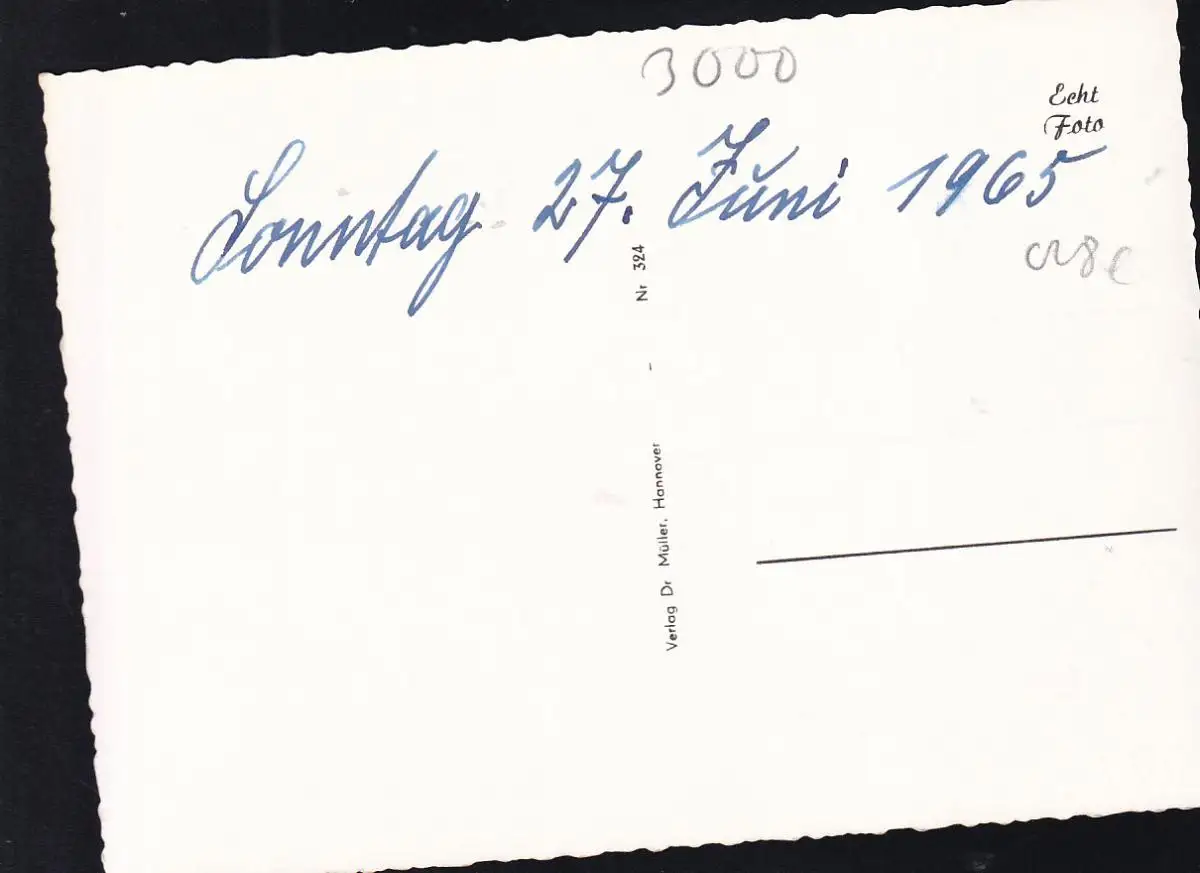 3000
Echt
Foto
Sonntag 27. Juni 1965
Verlag Dr Müller, Hannover - Nr 324